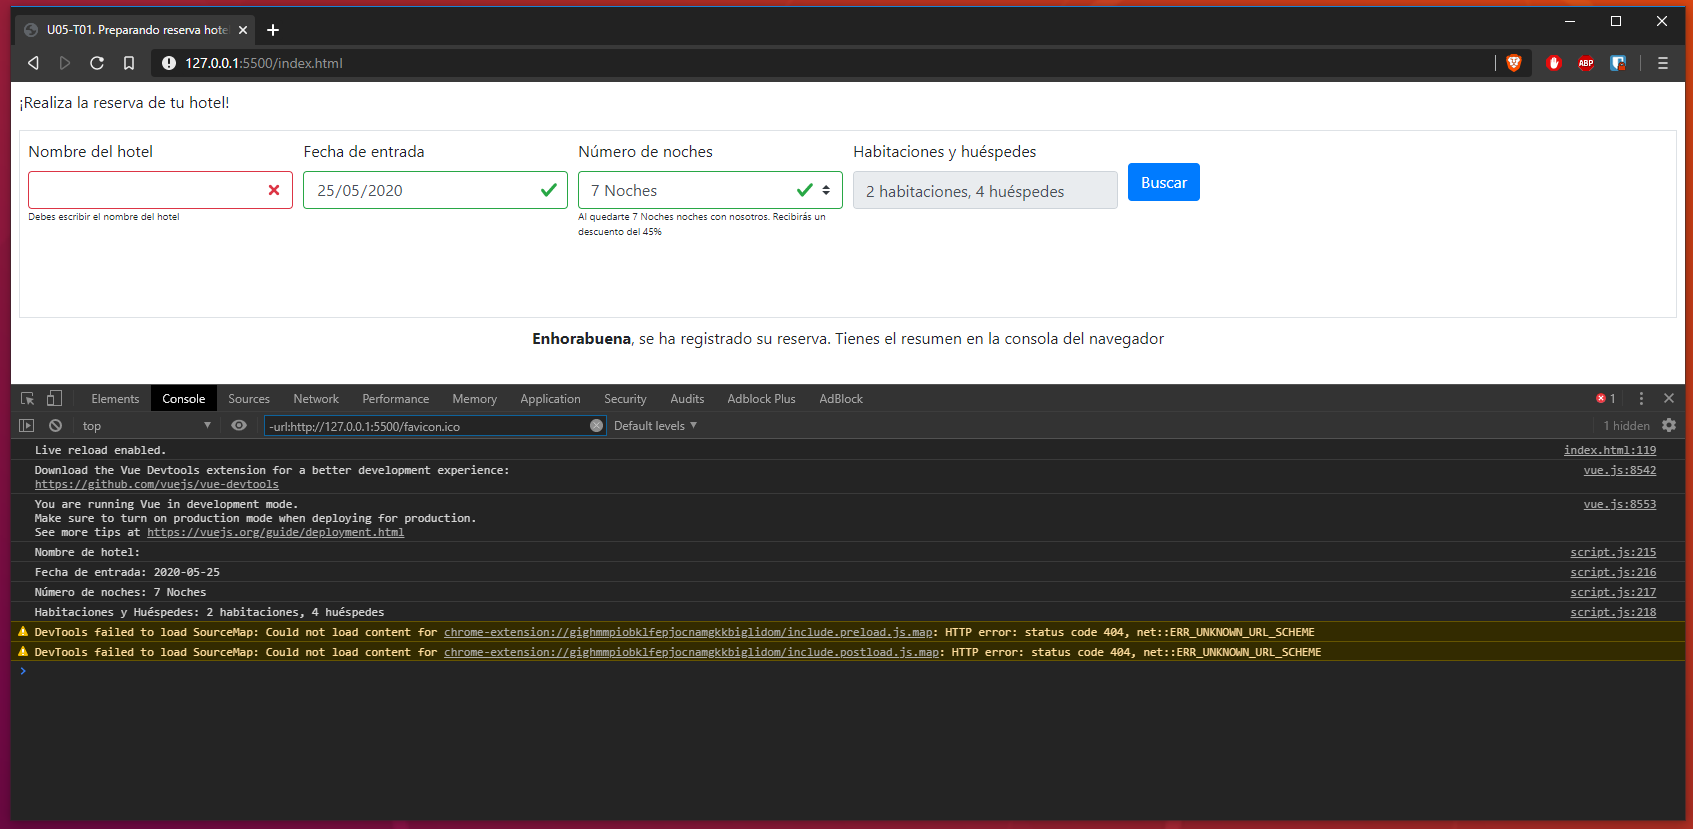 U05-T01. Preparando reserva hote
127.0.0.1:5500/index.html
ABP
¡Realiza la reserva de tu hotel!
Nombre del hotel
Fecha de entrada
Número de noches
Habitaciones y huéspedes
25/05/2020
7 Noches
2 habitaciones, 4 huéspedes
Buscar
Debes escribir el nombre del hotel
Al quedarte 7 Noches noches con nosotros. Recibirás un
descuento del 45%
Enhorabuena, se ha registrado su reserva. Tienes el resumen en la consola del navegador
Elements Console Sources Network Performance Memory Application Security Audits Adblock Plus AdBlock 1
top -url:http://127.0.0.1:5500/favicon.ico Default levels 1 hidden
Live reload enabled. index.html:119
Download the Vue Devtools extension for a better development experience: vue.js:8542
https://github.com/vuejs/vue-devtools
You are running Vue in development mode. vue.js:8553
Make sure to turn on production mode when deploying for production.
See more tips at https://vuejs.org/guide/deployment.html
Nombre de hotel: script.js:215
Fecha de entrada: 2020-05-25 script.js:216
Número de noches: 7 Noches script.js:217
Habitaciones y Huéspedes: 2 habitaciones, 4 huéspedes script.js:218
DevTools failed to load SourceMap: Could not load content for chrome-extension://gighmmpiobklfepjocnamgkkbiglidom/include.preload.js.map: HTTP error: status code 404, net::ERR_UNKNOWN_URL_SCHEME
DevTools failed to load SourceMap: Could not load content for chrome-extension://gighmmpiobklfepjocnamgkkbiglidom/include.postload.js.map: HTTP error: status code 404, net::ERR_UNKNOWN_URL_SCHEME